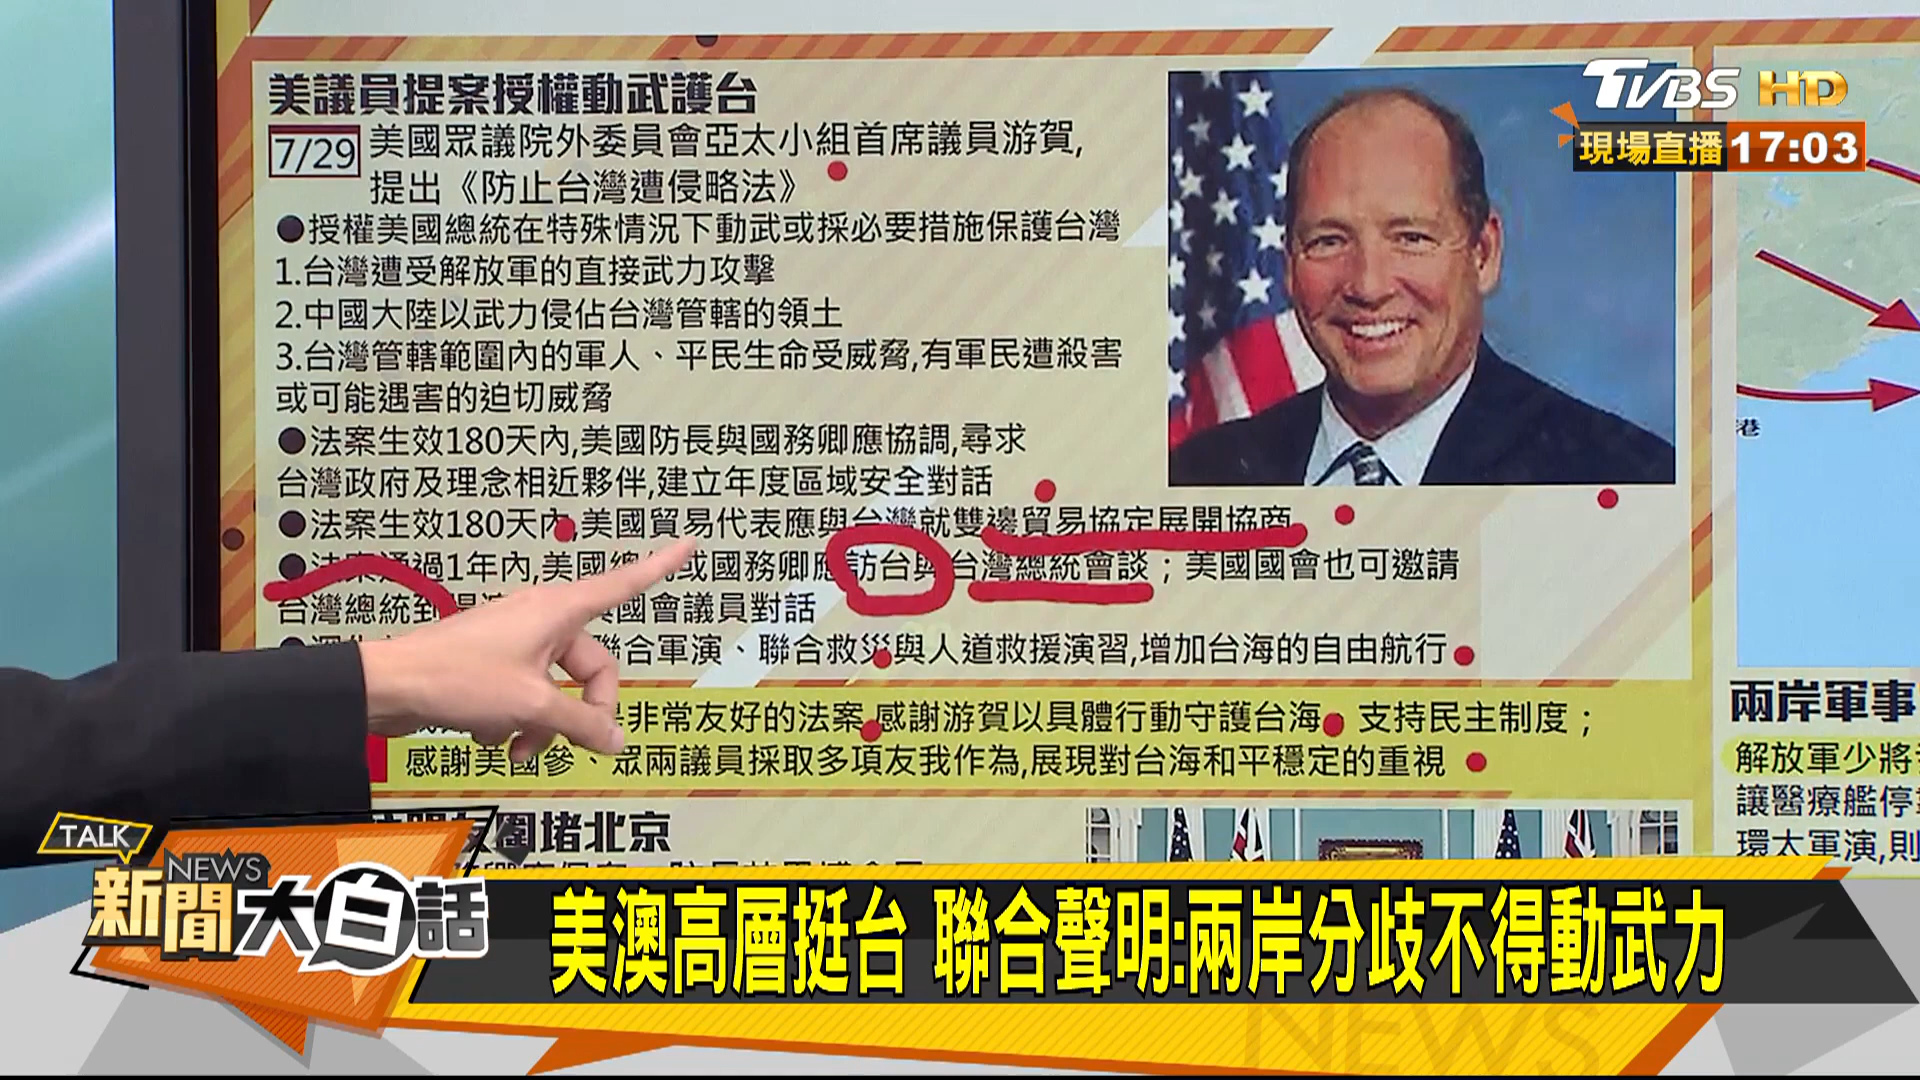 美議員提案授權動武護台
7/29
美國眾議院外委員會亞太小組首席議員游賀,
提出《防止台灣遭侵略法》
●授權美國總統在特殊情況下動武或採必要措施保護台灣
1.台灣遭受解放軍的直接武力攻擊
2.中國大陸以武力侵佔台灣管轄的領土
3.台灣管轄範圍內的軍人、平民生命受威脅,有軍民遭殺害
或可能遇害的迫切威脅
●法案生效180天內,美國防長與國務卿應協調,尋求
台灣政府及理念相近夥伴,建立年度區域安全對話
●法案生效180天內,美國貿易代表應與台灣就雙邊貿易協定展開協商
●法案通過1年內,美國總統或國務卿應訪台與台灣總統會談；美國國會也可邀請
台灣總統到 與國會議員對話
聯合軍演、聯合救災與人道救援演習,增加台海的自由航行
是非常友好的法案,感謝游賀以具體行動守護台海、支持民主制度；
感謝美國參、眾兩議員採取多項友我作為,展現對台海和平穩定的重視
圍堵北京
TVBS HD
現場直播 17:03
港
兩岸軍事
解放軍少將
讓醫療艦停
環太軍演,則
TALK
NEWS
新聞大白話
美澳高層挺台 聯合聲明:兩岸分歧不得動武力
NEWS